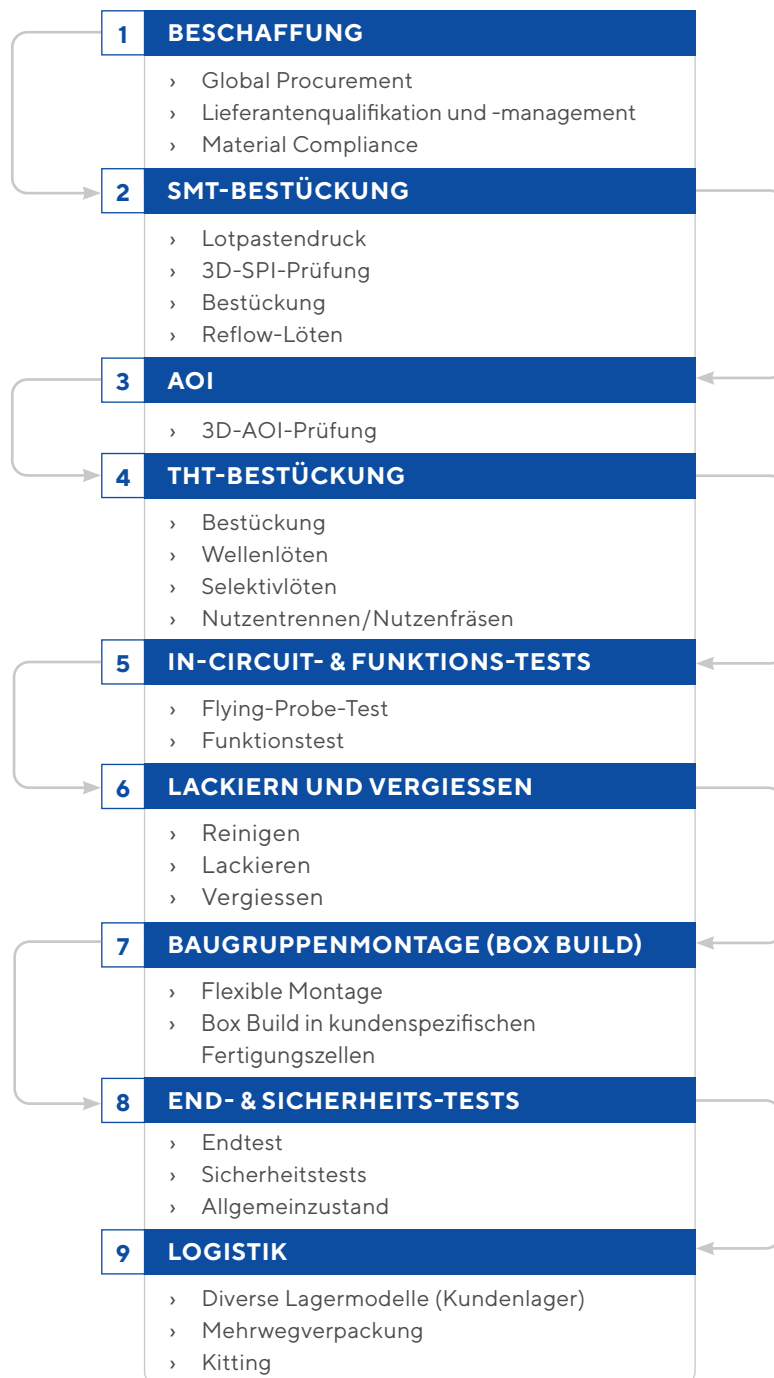 1 BESCHAFFUNG
› Global Procurement
› Lieferantenqualifikation und -management
› Material Compliance
2 SMT-BESTÜCKUNG
› Lotpastendruck
› 3D-SPI-Prüfung
› Bestückung
› Reflow-Löten
3 AOI
› 3D-AOI-Prüfung
4 THT-BESTÜCKUNG
› Bestückung
› Wellenlöten
› Selektivlöten
› Nutzentrennen/Nutzenfräsen
5 IN-CIRCUIT- & FUNKTIONS-TESTS
› Flying-Probe-Test
› Funktionstest
6 LACKIERN UND VERGIESSEN
› Reinigen
› Lackieren
› Vergiessen
7 BAUGRUPPENMONTAGE (BOX BUILD)
› Flexible Montage
› Box Build in kundenspezifischen
Fertigungszellen
8 END- & SICHERHEITS-TESTS
› Endtest
› Sicherheitstests
› Allgemeinzustand
9 LOGISTIK
› Diverse Lagermodelle (Kundenlager)
› Mehrwegverpackung
› Kitting